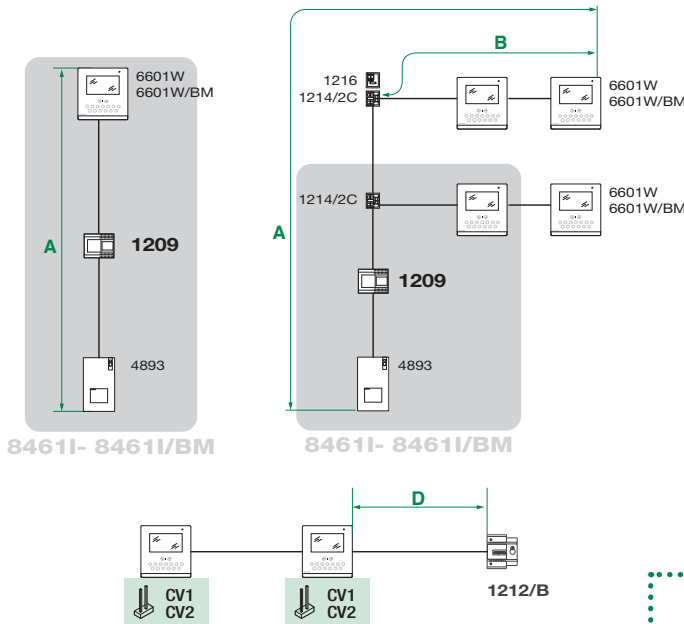 6601W
6601W/BM
A
1209
4893
8461I- 8461I/BM
B
1216
1214/2C
6601W
6601W/BM
1214/2C
6601W
6601W/BM
A
1209
4893
8461I- 8461I/BM
D
CV1
CV2
CV1
CV2
1212/B